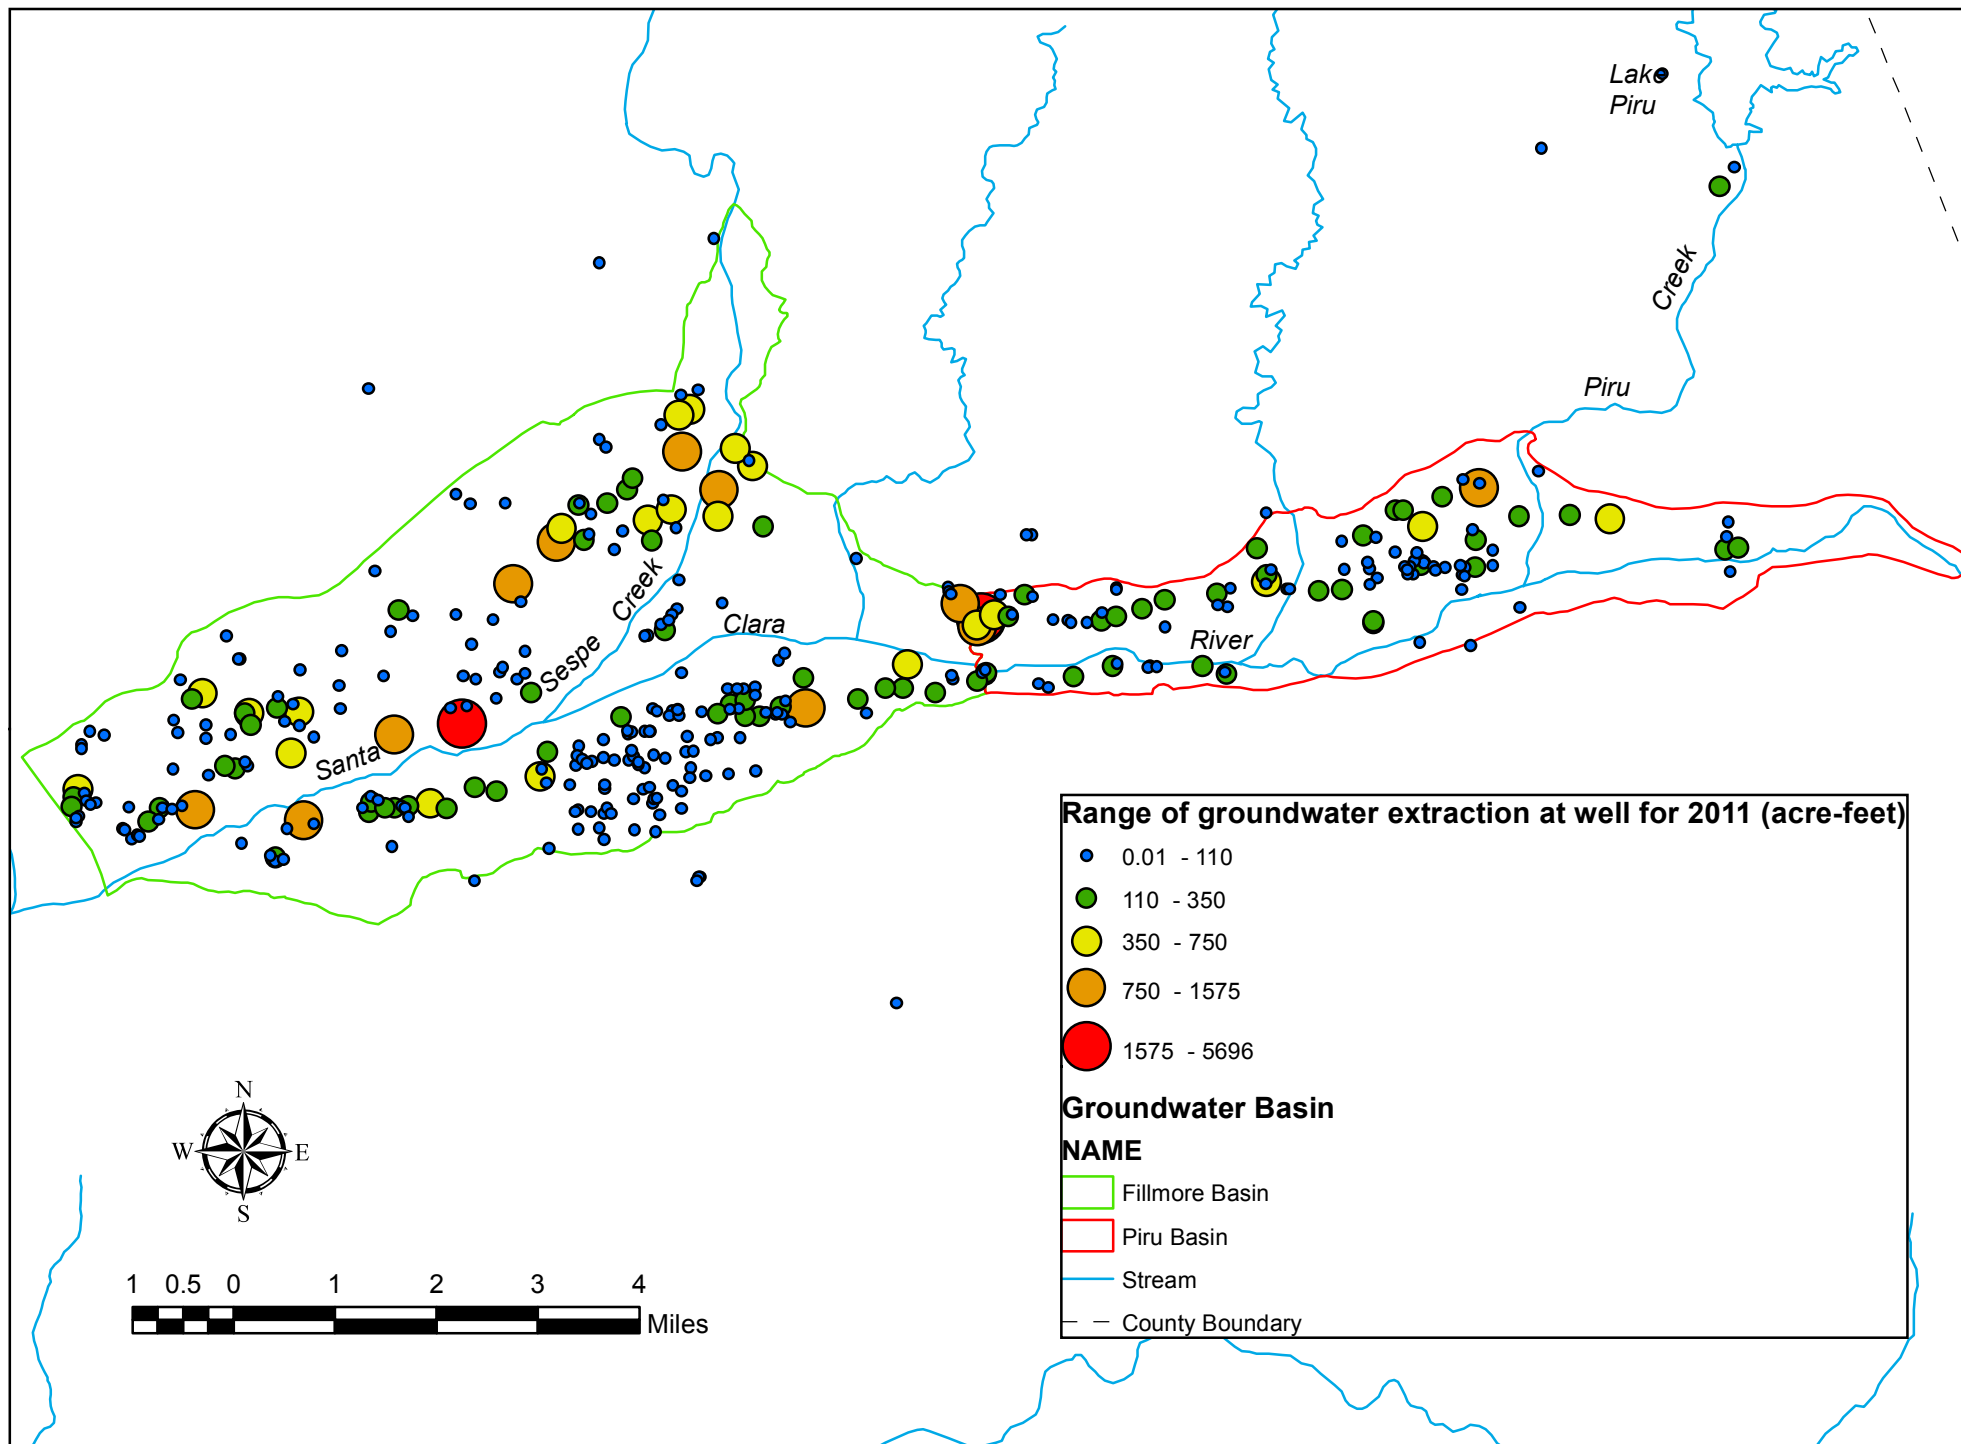 Lake
Piru
Creek
Piru
Creek
Sespe
Clara
River
Santa
Range of groundwater extraction at well for 2011 (acre-feet)
0.01 - 110
110 - 350
350 - 750
750 - 1575
1575 - 5696
Groundwater Basin
NAME
Fillmore Basin
Piru Basin
Stream
County Boundary
N
W E
S
1 0.5 0 1 2 3 4
Miles